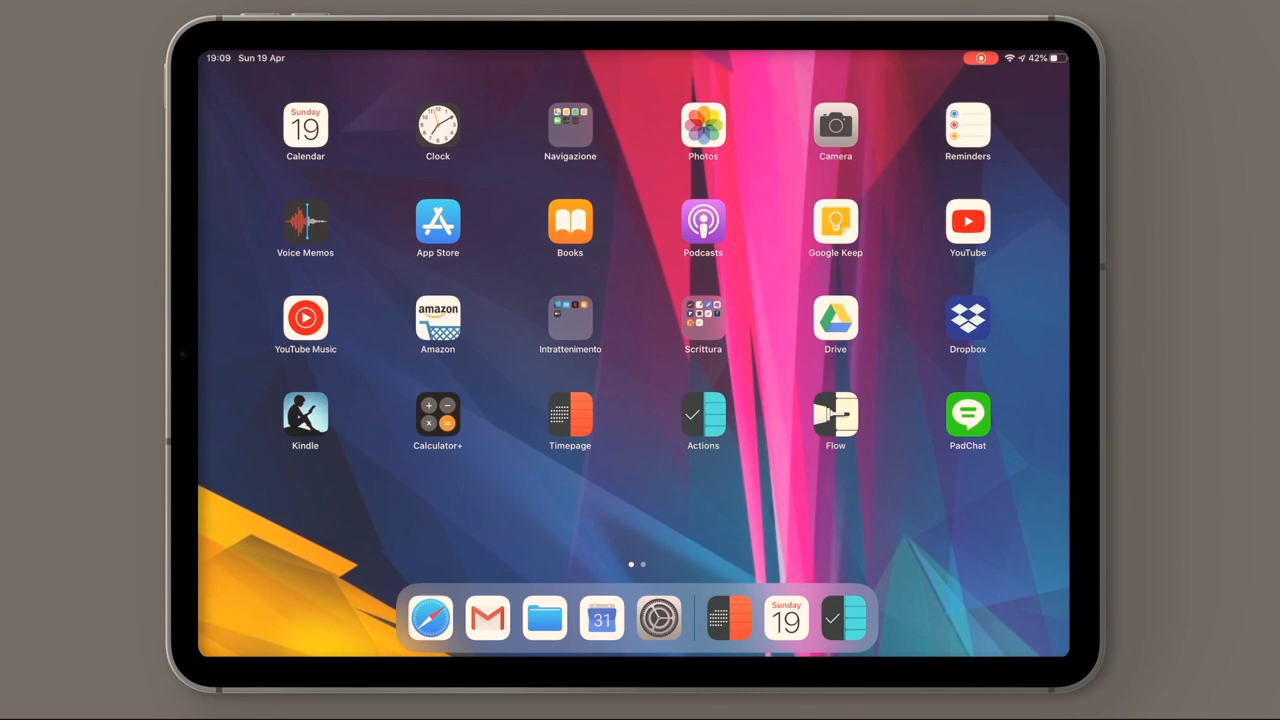 19:09 Sun 19 Apr
42%
Sunday
19
Calendar
Clock
Navigazione
Photos
Camera
Reminders
Voice Memos
App Store
Books
Podcasts
Google Keep
YouTube
YouTube Music
amazon
Amazon
Intrattenimento
Scrittura
Drive
Dropbox
Kindle
Calculator+
Timepage
Actions
Flow
PadChat
31
Sunday
19